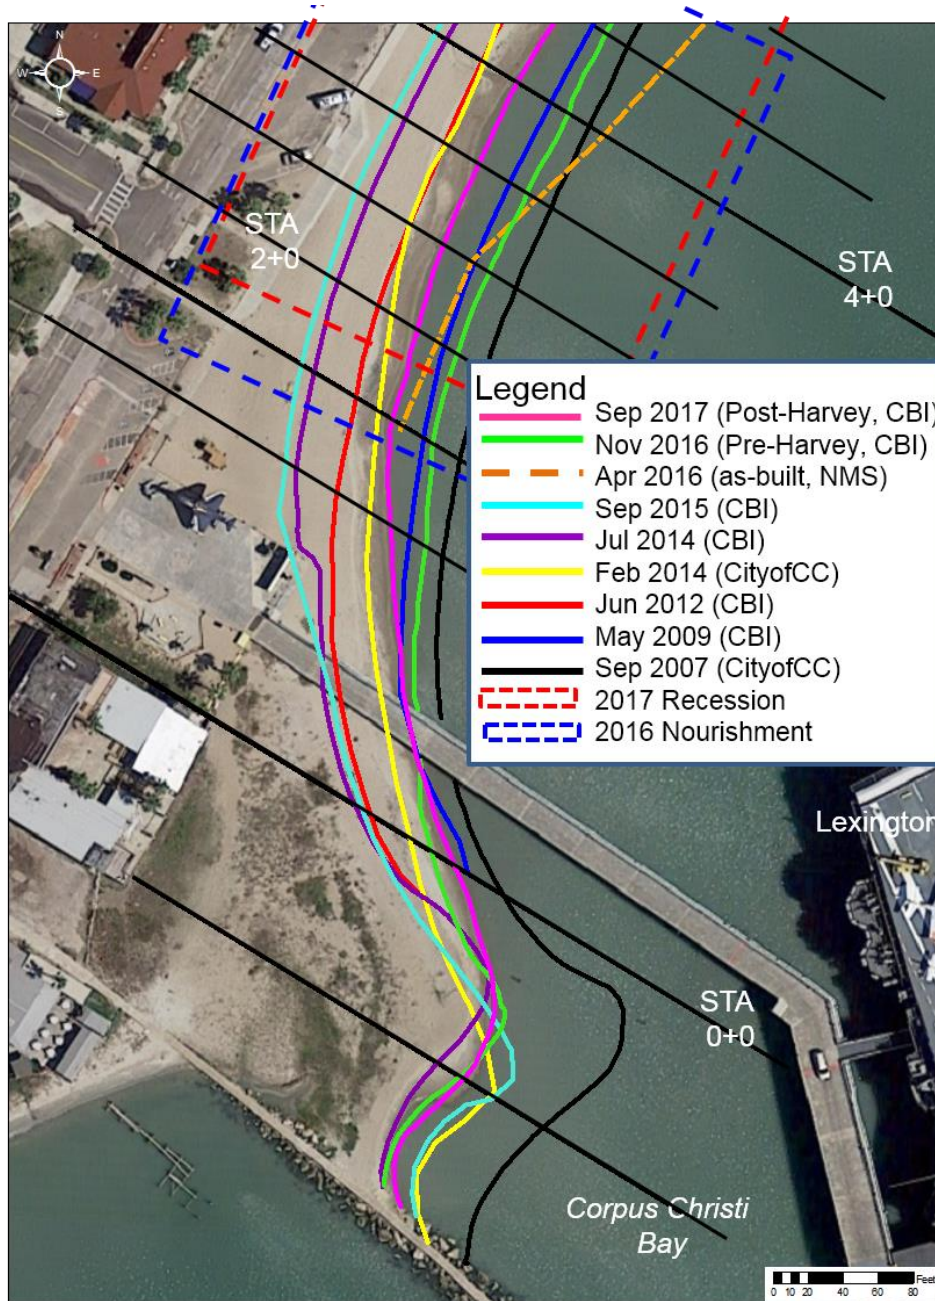 N
W E
S
STA
2+0
STA
4+0
Legend
Sep 2017 (Post-Harvey, CBI)
Nov 2016 (Pre-Harvey, CBI)
Apr 2016 (as-built, NMS)
Sep 2015 (CBI)
Jul 2014 (CBI)
Feb 2014 (CityofCC)
Jun 2012 (CBI)
May 2009 (CBI)
Sep 2007 (CityofCC)
2017 Recession
2016 Nourishment
Lexington
STA
0+0
Corpus Christi
Bay
Feet
0 10 20 40 60 80